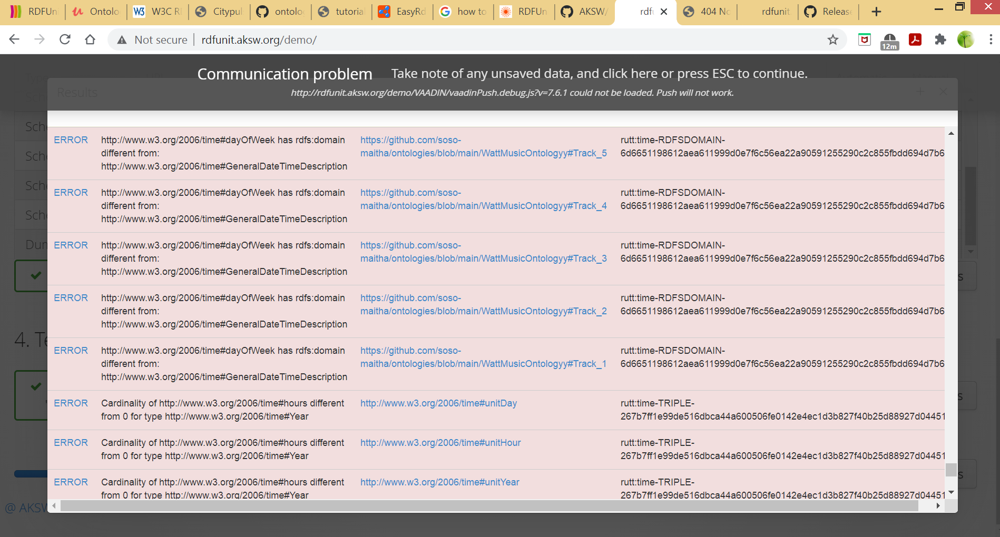 RDFUn
Ontolo
W3 W3C R
Citypul
ontolo
tutorial
EasyRd
how to
RDFUn
AKSW/
rdfu
404 No
rdfunit.
Release
Not secure rdfunit.aksw.org/demo/
12m
Communication problem Take note of any unsaved data, and click here or press ESC to continue.
http://rdfunit.aksw.org/demo/VAADIN/vaadinPush.debug.js?v=7.6.1 could not be loaded. Push will not work.
Results
Sche
ERROR http://www.w3.org/2006/time#dayOfWeek has rdfs:domain https://github.com/soso- rutt:time-RDFSDOMAIN-
different from: maitha/ontologies/blob/main/WattMusicOntologyy#Track_5 6d6651198612aea611999d0e7f6c56ea22a90591255290c2c855fbdd694d7b6
http://www.w3.org/2006/time#GeneralDateTimeDescription
Sche
ERROR http://www.w3.org/2006/time#dayOfWeek has rdfs:domain https://github.com/soso- rutt:time-RDFSDOMAIN-
different from: maitha/ontologies/blob/main/WattMusicOntologyy#Track_4 6d6651198612aea611999d0e7f6c56ea22a90591255290c2c855fbdd694d7b6
http://www.w3.org/2006/time#GeneralDateTimeDescription
Sche
Sche
Dum
ERROR http://www.w3.org/2006/time#dayOfWeek has rdfs:domain https://github.com/soso- rutt:time-RDFSDOMAIN-
different from: maitha/ontologies/blob/main/WattMusicOntologyy#Track_3 6d6651198612aea611999d0e7f6c56ea22a90591255290c2c855fbdd694d7b6
http://www.w3.org/2006/time#GeneralDateTimeDescription
s
ERROR http://www.w3.org/2006/time#dayOfWeek has rdfs:domain https://github.com/soso- rutt:time-RDFSDOMAIN-
different from: maitha/ontologies/blob/main/WattMusicOntologyy#Track_2 6d6651198612aea611999d0e7f6c56ea22a90591255290c2c855fbdd694d7b6
http://www.w3.org/2006/time#GeneralDateTimeDescription
4. Te
ERROR http://www.w3.org/2006/time#dayOfWeek has rdfs:domain https://github.com/soso- rutt:time-RDFSDOMAIN-
different from: maitha/ontologies/blob/main/WattMusicOntologyy#Track_1 6d6651198612aea611999d0e7f6c56ea22a90591255290c2c855fbdd694d7b6
http://www.w3.org/2006/time#GeneralDateTimeDescription
s
ERROR Cardinality of http://www.w3.org/2006/time#hours different http://www.w3.org/2006/time#unitDay rutt:time-TRIPLE-
from 0 for type http://www.w3.org/2006/time#Year 267b7ff1e99de516dbca44a600506fe0142e4ec1d3b827f40b25d88927d04451
ERROR Cardinality of http://www.w3.org/2006/time#hours different http://www.w3.org/2006/time#unitHour rutt:time-TRIPLE-
from 0 for type http://www.w3.org/2006/time#Year 267b7ff1e99de516dbca44a600506fe0142e4ec1d3b827f40b25d88927d04451
s
ERROR Cardinality of http://www.w3.org/2006/time#hours different http://www.w3.org/2006/time#unitYear rutt:time-TRIPLE-
from 0 for type http://www.w3.org/2006/time#Year 267b7ff1e99de516dbca44a600506fe0142e4ec1d3b827f40b25d88927d04451
@ AKSW